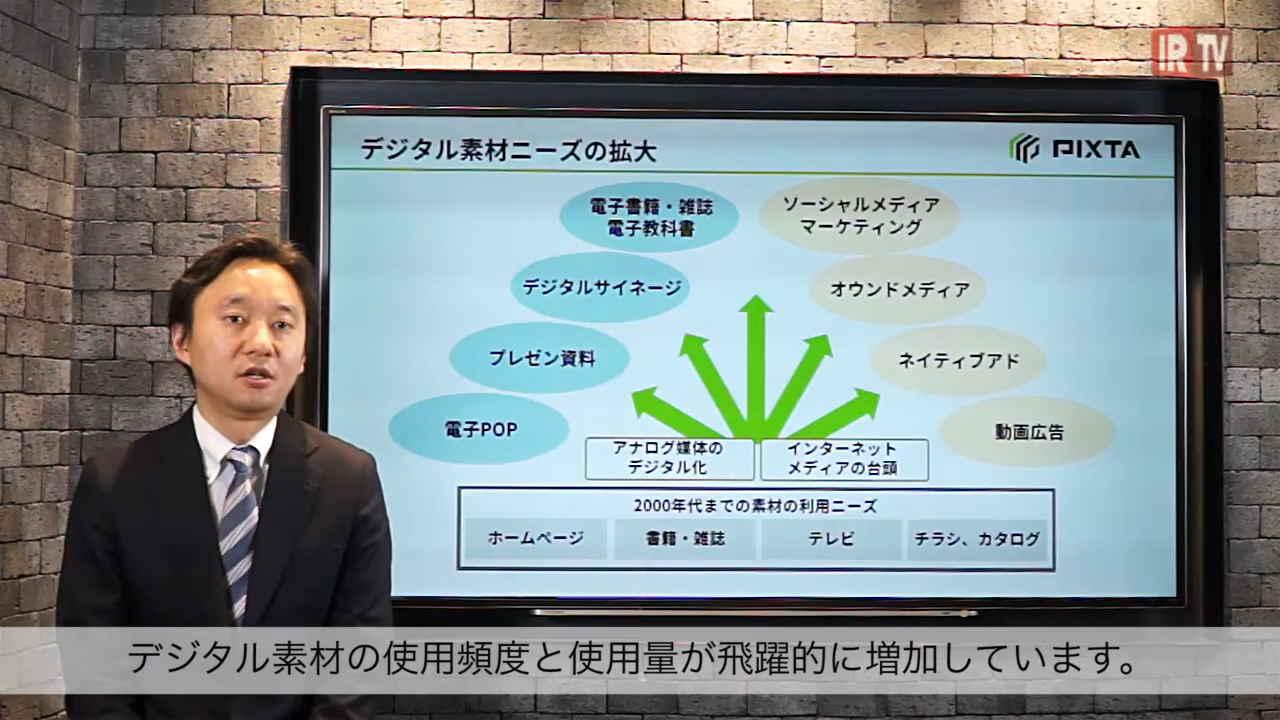 IR TV
デジタル素材ニーズの拡大
PIXTA
電子書籍・雑誌
電子教科書
ソーシャルメディア
マーケティング
デジタルサイネージ
オウンドメディア
プレゼン資料
ネイティブアド
電子POP
動画広告
アナログ媒体の
デジタル化
インターネット
メディアの台頭
2000年代までの素材の利用ニーズ
ホームページ
書籍・雑誌
テレビ
チラシ、カタログ
デジタル素材の使用頻度と使用量が飛躍的に増加しています。